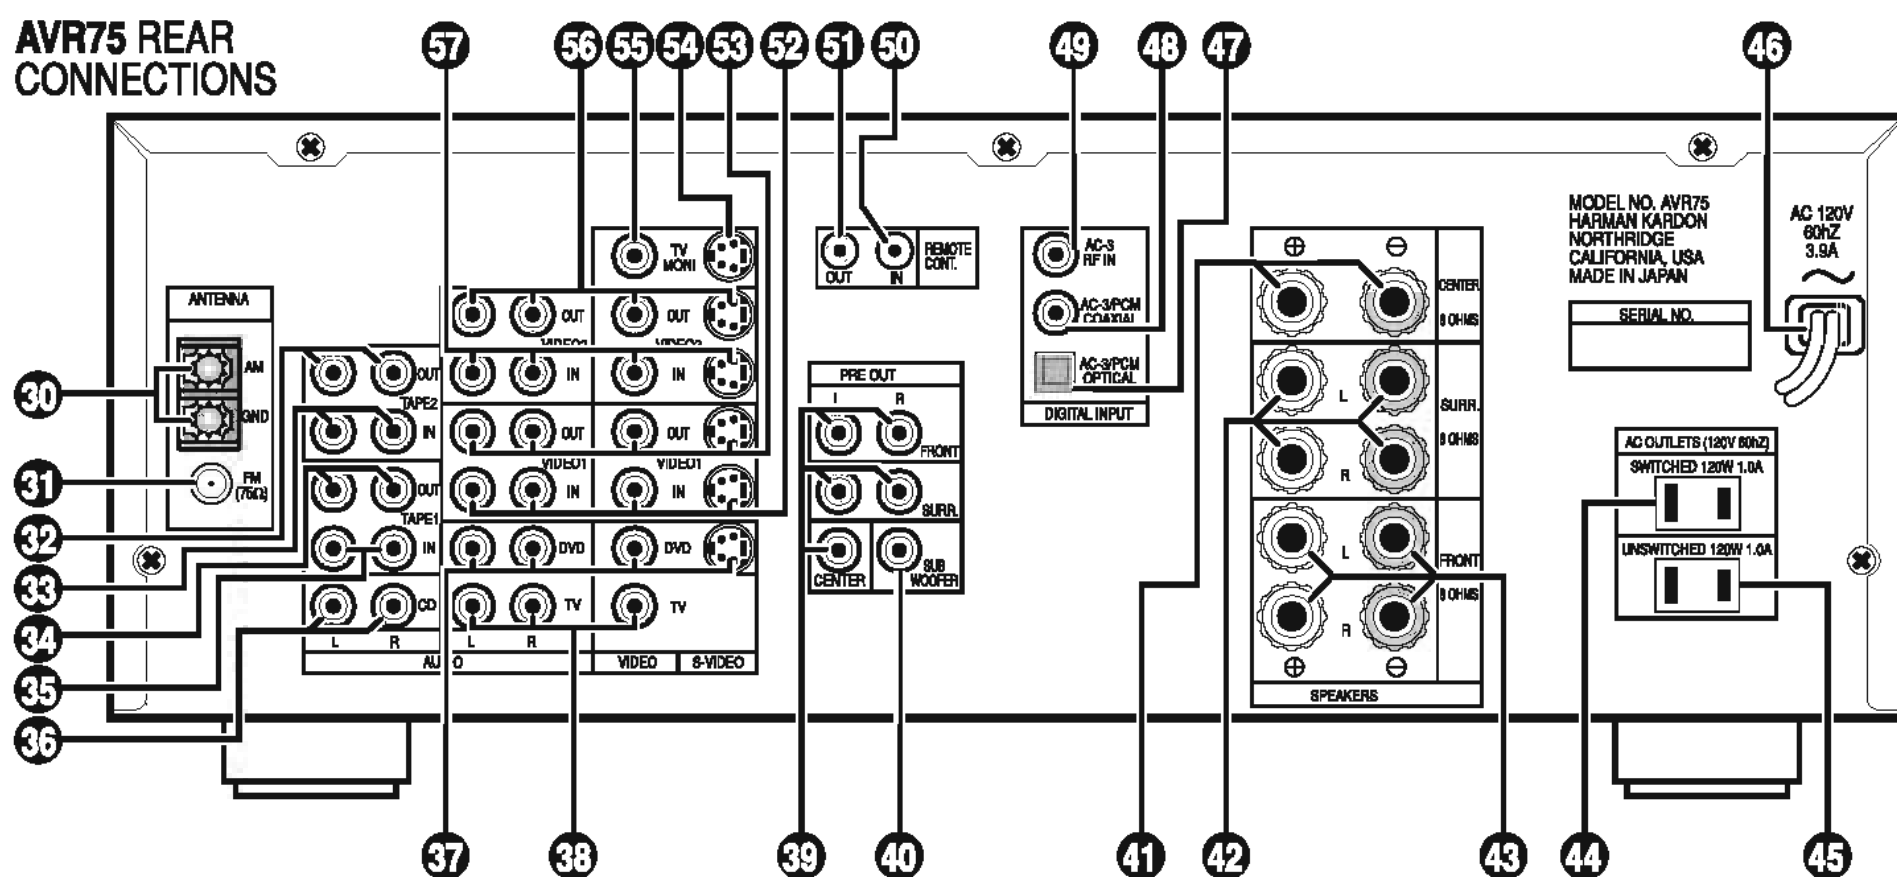 AVR75 REAR
CONNECTIONS
57
56
55
54
53
52
51
50
49
48
47
46
MODEL NO. AVR75
HARMAN KARDON
NORTHRIDGE
CALIFORNIA, USA
MADE IN JAPAN
SERIAL NO.
AC 120V
60hZ
3.9A
TV
MONI
OUT
IN
REMOTE
CONT.
AC-3
RF IN
AC-3/PCM
COAXIAL
AC-3/PCM
OPTICAL
DIGITAL INPUT
ANTENNA
AM
GND
FM
(75Ω)
OUT
TAPE2
IN
OUT
TAPE1
IN
CD
L
R
OUT
IN
OUT
VIDEO1
IN
DVD
TV
L
R
OUT
IN
OUT
VIDEO1
IN
DVD
TV
VIDEO
S-VIDEO
PRE OUT
R
FRONT
SURR.
CENTER
SUB
WOOFER
⊕
⊖
CENTER
8 OHMS
L
SURR.
8 OHMS
R
L
FRONT
8 OHMS
R
⊕
⊖
SPEAKERS
AC OUTLETS (120V 60hZ)
SWITCHED 120W 1.0A
UNSWITCHED 120W 1.0A
30
31
32
33
34
35
36
37
38
39
40
41
42
43
44
45